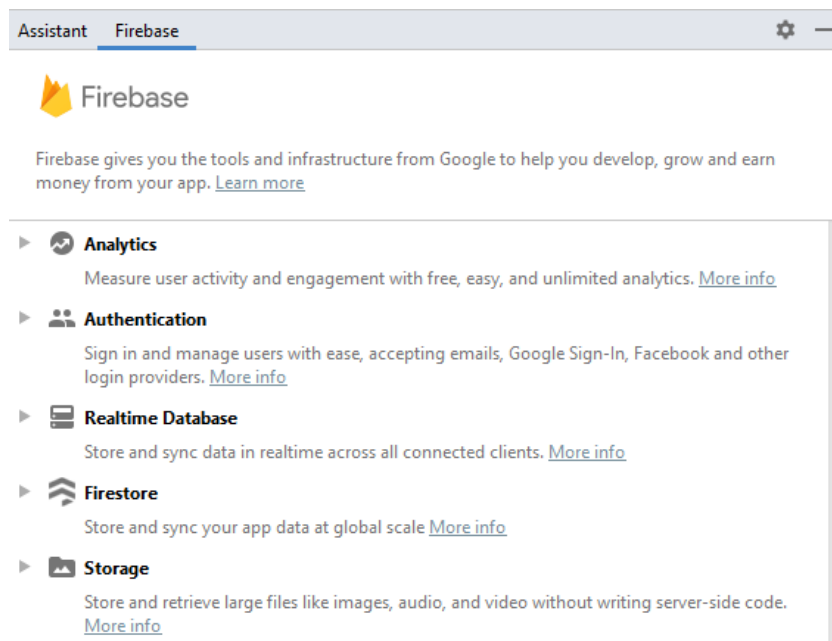 Assistant Firebase
Firebase
Firebase gives you the tools and infrastructure from Google to help you develop, grow and earn
money from your app. Learn more
Analytics
Measure user activity and engagement with free, easy, and unlimited analytics. More info
Authentication
Sign in and manage users with ease, accepting emails, Google Sign-In, Facebook and other
login providers. More info
Realtime Database
Store and sync data in realtime across all connected clients. More info
Firestore
Store and sync your app data at global scale More info
Storage
Store and retrieve large files like images, audio, and video without writing server-side code.
More info